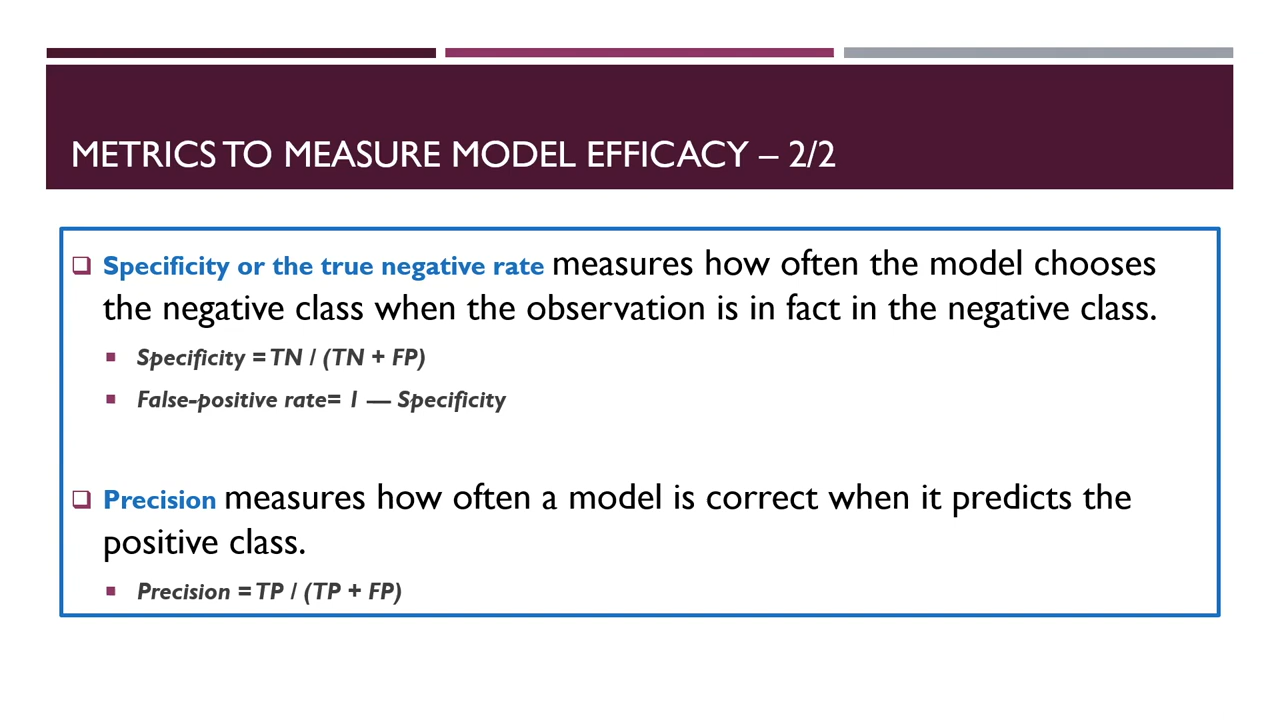 METRICS TO MEASURE MODEL EFFICACY – 2/2
Specificity or the true negative rate measures how often the model chooses
the negative class when the observation is in fact in the negative class.
Specificity = TN / (TN + FP)
False-positive rate= 1 — Specificity
Precision measures how often a model is correct when it predicts the
positive class.
Precision = TP / (TP + FP)